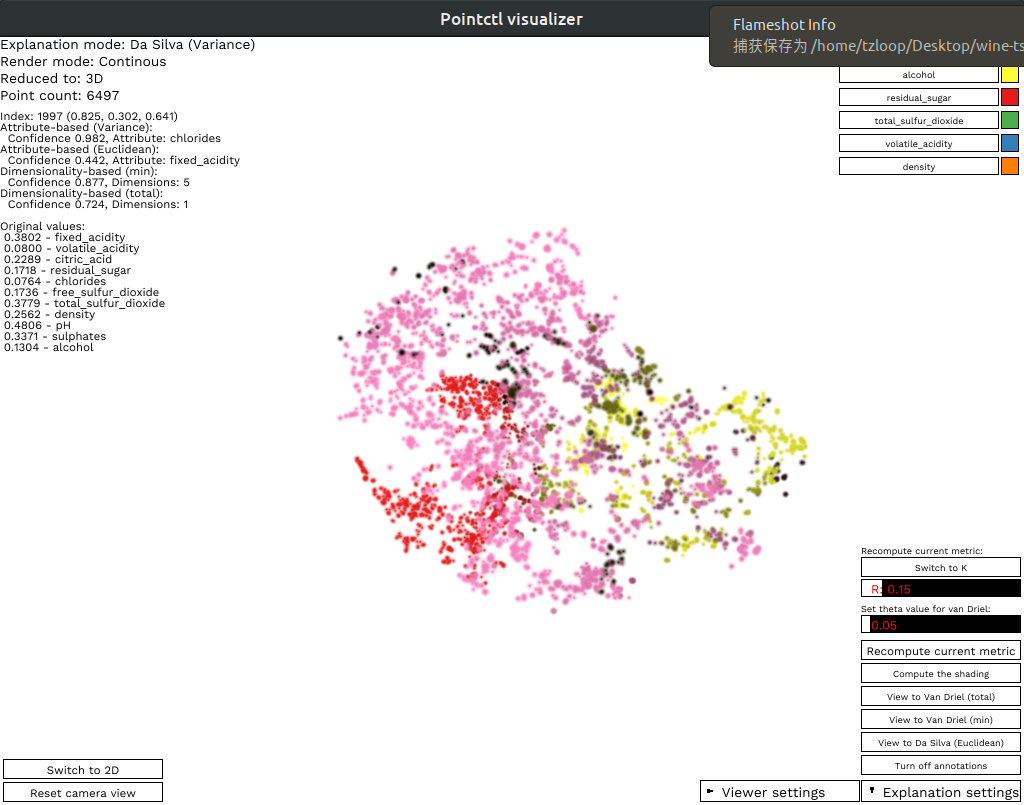 Pointctl visualizer
Flameshot Info
捕获保存为 /home/tzloop/Desktop/wine-ts
Explanation mode: Da Silva (Variance)
Render mode: Continous
Reduced to: 3D
Point count: 6497
Index: 1997 (0.825, 0.302, 0.641)
Attribute-based (Variance):
Confidence 0.982, Attribute: chlorides
Attribute-based (Euclidean):
Confidence 0.442, Attribute: fixed_acidity
Dimensionality-based (min):
Confidence 0.877, Dimensions: 5
Dimensionality-based (total):
Confidence 0.724, Dimensions: 1
Original values:
0.3802 - fixed_acidity
0.0800 - volatile_acidity
0.2289 - citric_acid
0.1718 - residual_sugar
0.0764 - chlorides
0.1736 - free_sulfur_dioxide
0.3779 - total_sulfur_dioxide
0.2562 - density
0.4806 - pH
0.3371 - sulphates
0.1304 - alcohol
alcohol
residual_sugar
total_sulfur_dioxide
volatile_acidity
density
Recompute current metric:
Switch to K
R: 0.15
Set theta value for van Driel:
0.05
Recompute current metric
Compute the shading
View to Van Driel (total)
View to Van Driel (min)
View to Da Silva (Euclidean)
Turn off annotations
Switch to 2D
Reset camera view
Viewer settings
Explanation settings